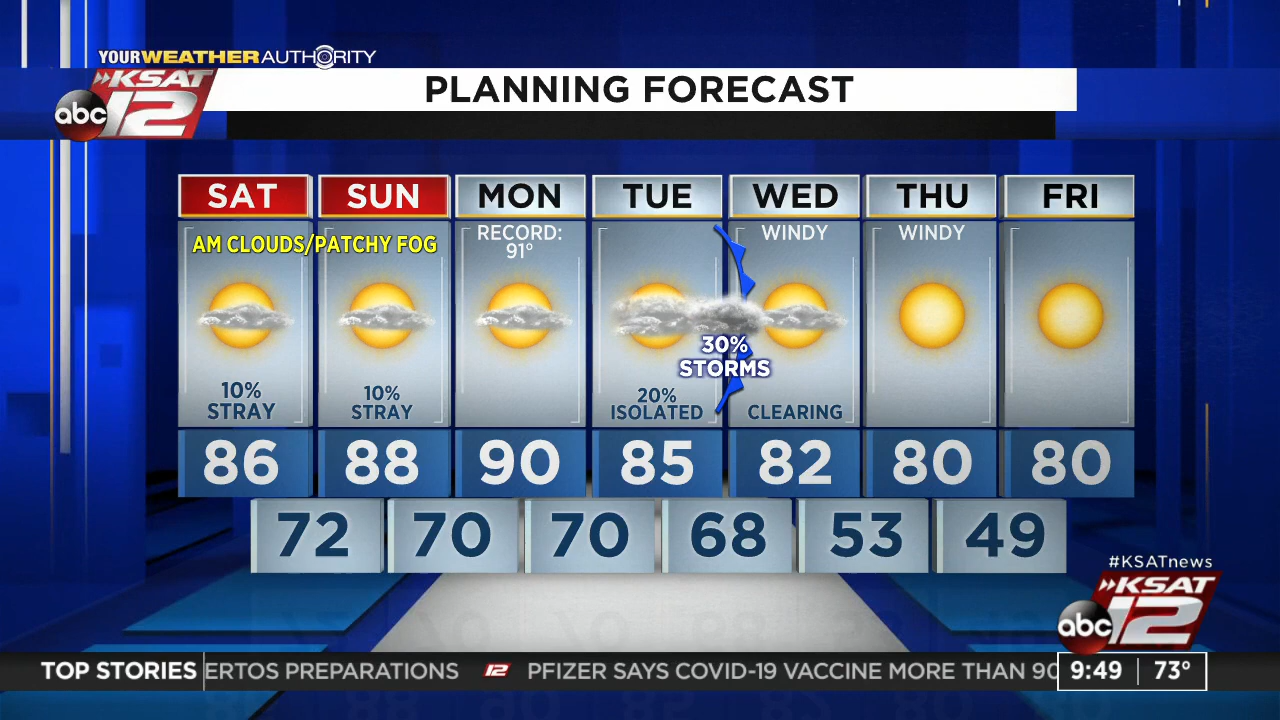 YOURWEATHERAUTHORITY
KSAT
abc 12
PLANNING FORECAST
SAT SUN MON TUE WED THU FRI
AM CLOUDS/PATCHY FOG
RECORD:
91°
WINDY WINDY
30%
STORMS
10%
STRAY
10%
STRAY
20%
ISOLATED
CLEARING
86 88 90 85 82 80 80
72 70 70 68 53 49
#KSATnews
KSAT
abc 12
TOP STORIES ERTOS PREPARATIONS 12 PFIZER SAYS COVID-19 VACCINE MORE THAN 90 9:49 73°